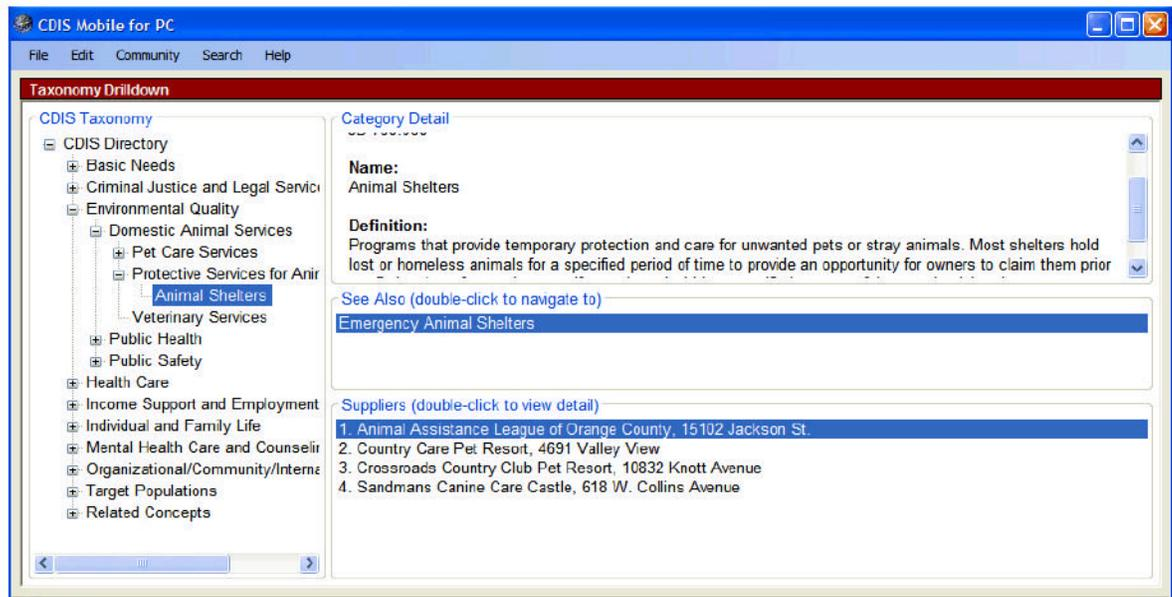 CDIS Mobile for PC
File Edit Community Search Help
Taxonomy Drilldown
CDIS Taxonomy
CDIS Directory
Basic Needs
Criminal Justice and Legal Service
Environmental Quality
Domestic Animal Services
Pet Care Services
Protective Services for Anir
Animal Shelters
Veterinary Services
Public Health
Public Safety
Health Care
Income Support and Employment
Individual and Family Life
Mental Health Care and Counselin
Organizational/Community/Interna
Target Populations
Related Concepts
Category Detail
Name:
Animal Shelters
Definition:
Programs that provide temporary protection and care for unwanted pets or stray animals. Most shelters hold
lost or homeless animals for a specified period of time to provide an opportunity for owners to claim them prior
See Also (double-click to navigate to)
Emergency Animal Shelters
Suppliers (double-click to view detail)
1. Animal Assistance League of Orange County, 15102 Jackson St.
2. Country Care Pet Resort, 4691 Valley View
3. Crossroads Country Club Pet Resort, 10832 Knott Avenue
4. Sandmans Canine Care Castle, 618 W. Collins Avenue